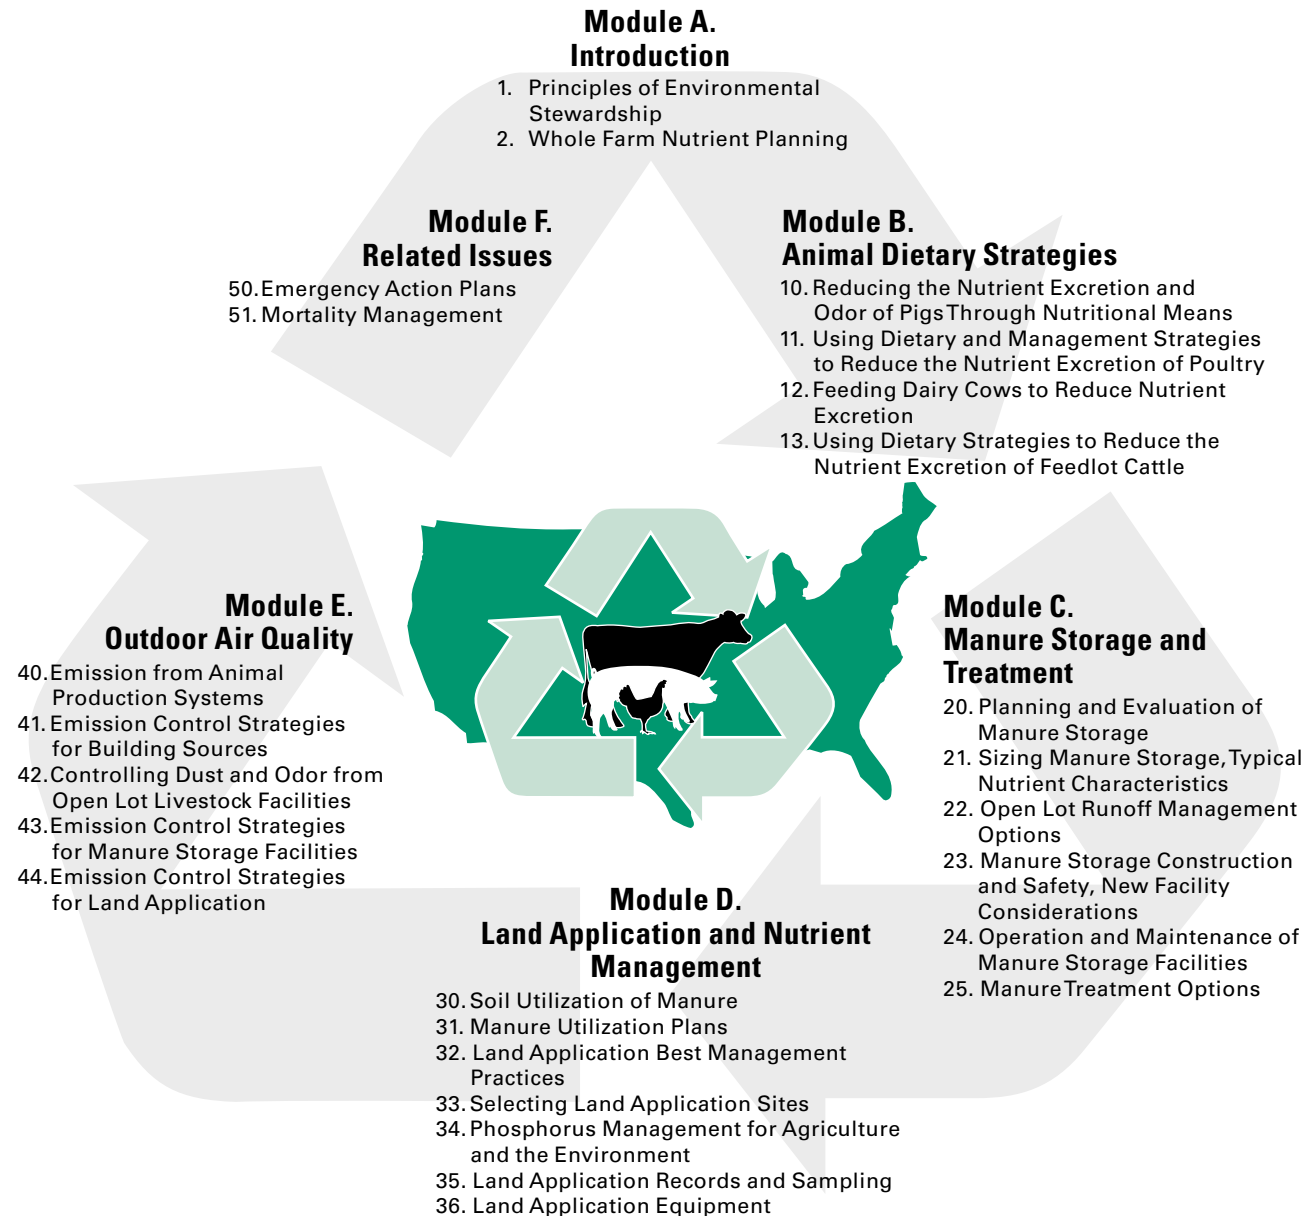 Module A.
Introduction
1. Principles of Environmental
Stewardship
2. Whole Farm Nutrient Planning
Module F.
Related Issues
50. Emergency Action Plans
51. Mortality Management
Module B.
Animal Dietary Strategies
10. Reducing the Nutrient Excretion and
Odor of Pigs Through Nutritional Means
11. Using Dietary and Management Strategies
to Reduce the Nutrient Excretion of Poultry
12. Feeding Dairy Cows to Reduce Nutrient
Excretion
13. Using Dietary Strategies to Reduce the
Nutrient Excretion of Feedlot Cattle
Module E.
Outdoor Air Quality
40. Emission from Animal
Production Systems
41. Emission Control Strategies
for Building Sources
42. Controlling Dust and Odor from
Open Lot Livestock Facilities
43. Emission Control Strategies
for Manure Storage Facilities
44. Emission Control Strategies
for Land Application
Module C.
Manure Storage and
Treatment
20. Planning and Evaluation of
Manure Storage
21. Sizing Manure Storage, Typical
Nutrient Characteristics
22. Open Lot Runoff Management
Options
23. Manure Storage Construction
and Safety, New Facility
Considerations
24. Operation and Maintenance of
Manure Storage Facilities
25. Manure Treatment Options
Module D.
Land Application and Nutrient
Management
30. Soil Utilization of Manure
31. Manure Utilization Plans
32. Land Application Best Management
Practices
33. Selecting Land Application Sites
34. Phosphorus Management for Agriculture
and the Environment
35. Land Application Records and Sampling
36. Land Application Equipment